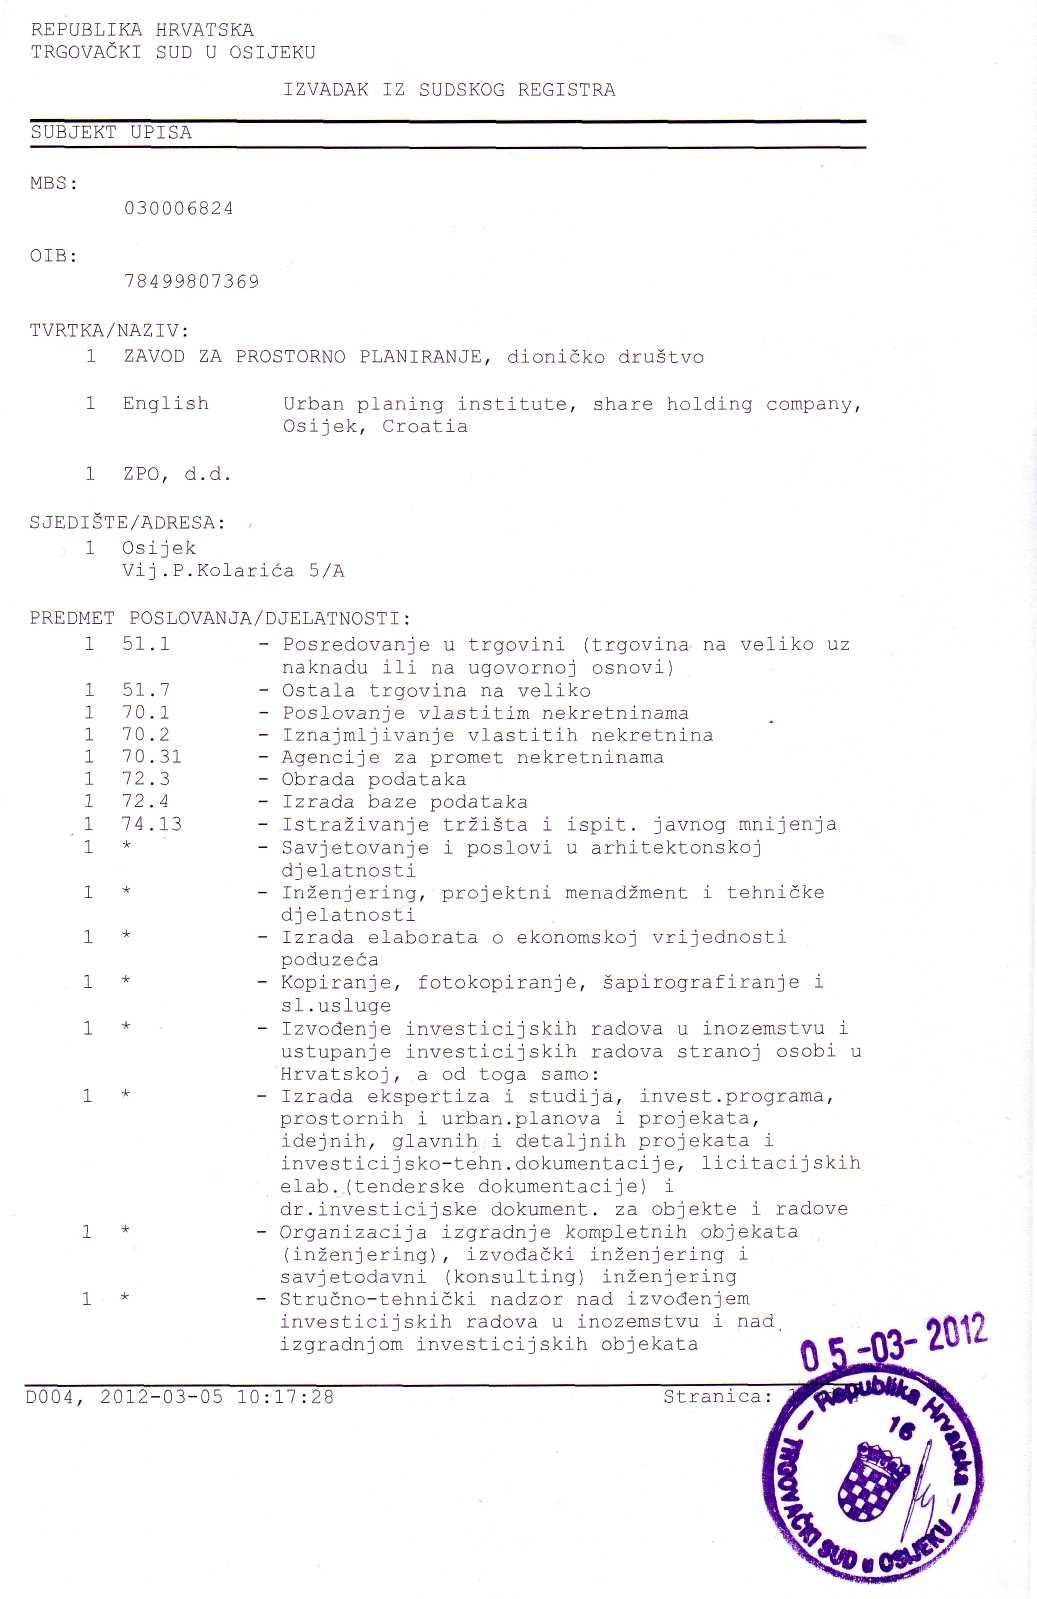 REPUBLIKA HRVATSKA
TRGOVAČKI SUD U OSIJEKU
IZVADAK IZ SUDSKOG REGISTRA
SUBJEKT UPISA
MBS:
030006824
OIB:
78499807369
TVRTKA/NAZIV:
1 ZAVOD ZA PROSTORNO PLANIRANJE, dioničko društvo
1 English Urban planing institute, share holding company,
Osijek, Croatia
1 ZPO, d.d.
SJEDIŠTE/ADRESA:
1 Osijek
Vij.P.Kolarića 5/A
PREDMET POSLOVANJA/DJELATNOSTI:
1 51.1 - Posredovanje u trgovini (trgovina na veliko uz
naknadu ili na ugovornoj osnovi)
1 51.7 - Ostala trgovina na veliko
1 70.1 - Poslovanje vlastitim nekretninama
1 70.2 - Iznajmljivanje vlastitih nekretnina
1 70.31 - Agencije za promet nekretninama
1 72.3 - Obrada podataka
1 72.4 - Izrada baze podataka
1 74.13 - Istraživanje tržišta i ispit. javnog mnijenja
1 * - Savjetovanje i poslovi u arhitektonskoj
djelatnosti
1 * - Inženjering, projektni menadžment i tehničke
djelatnosti
1 * - Izrada elaborata o ekonomskoj vrijednosti
poduzeća
1 * - Kopiranje, fotokopiranje, šapirografiranje i
sl.usluge
1 * - Izvođenje investicijskih radova u inozemstvu i
ustupanje investicijskih radova stranoj osobi u
Hrvatskoj, a od toga samo:
1 * - Izrada ekspertiza i studija, invest.programa,
prostornih i urban.planova i projekata,
idejnih, glavnih i detaljnih projekata i
investicijsko-tehn.dokumentacije, licitacijskih
elab.(tenderske dokumentacije) i
dr.investicijske dokument. za objekte i radove
1 * - Organizacija izgradnje kompletnih objekata
(inženjering), izvođački inženjering i
savjetodavni (konsulting) inženjering
1 * - Stručno-tehnički nadzor nad izvođenjem
investicijskih radova u inozemstvu i nad
izgradnjom investicijskih objekata
05-03-2012
D004, 2012-03-05 10:17:28 Stranica:
Republika Hrvatska
16
TRGOVAČKI SUD u OSIJEKU